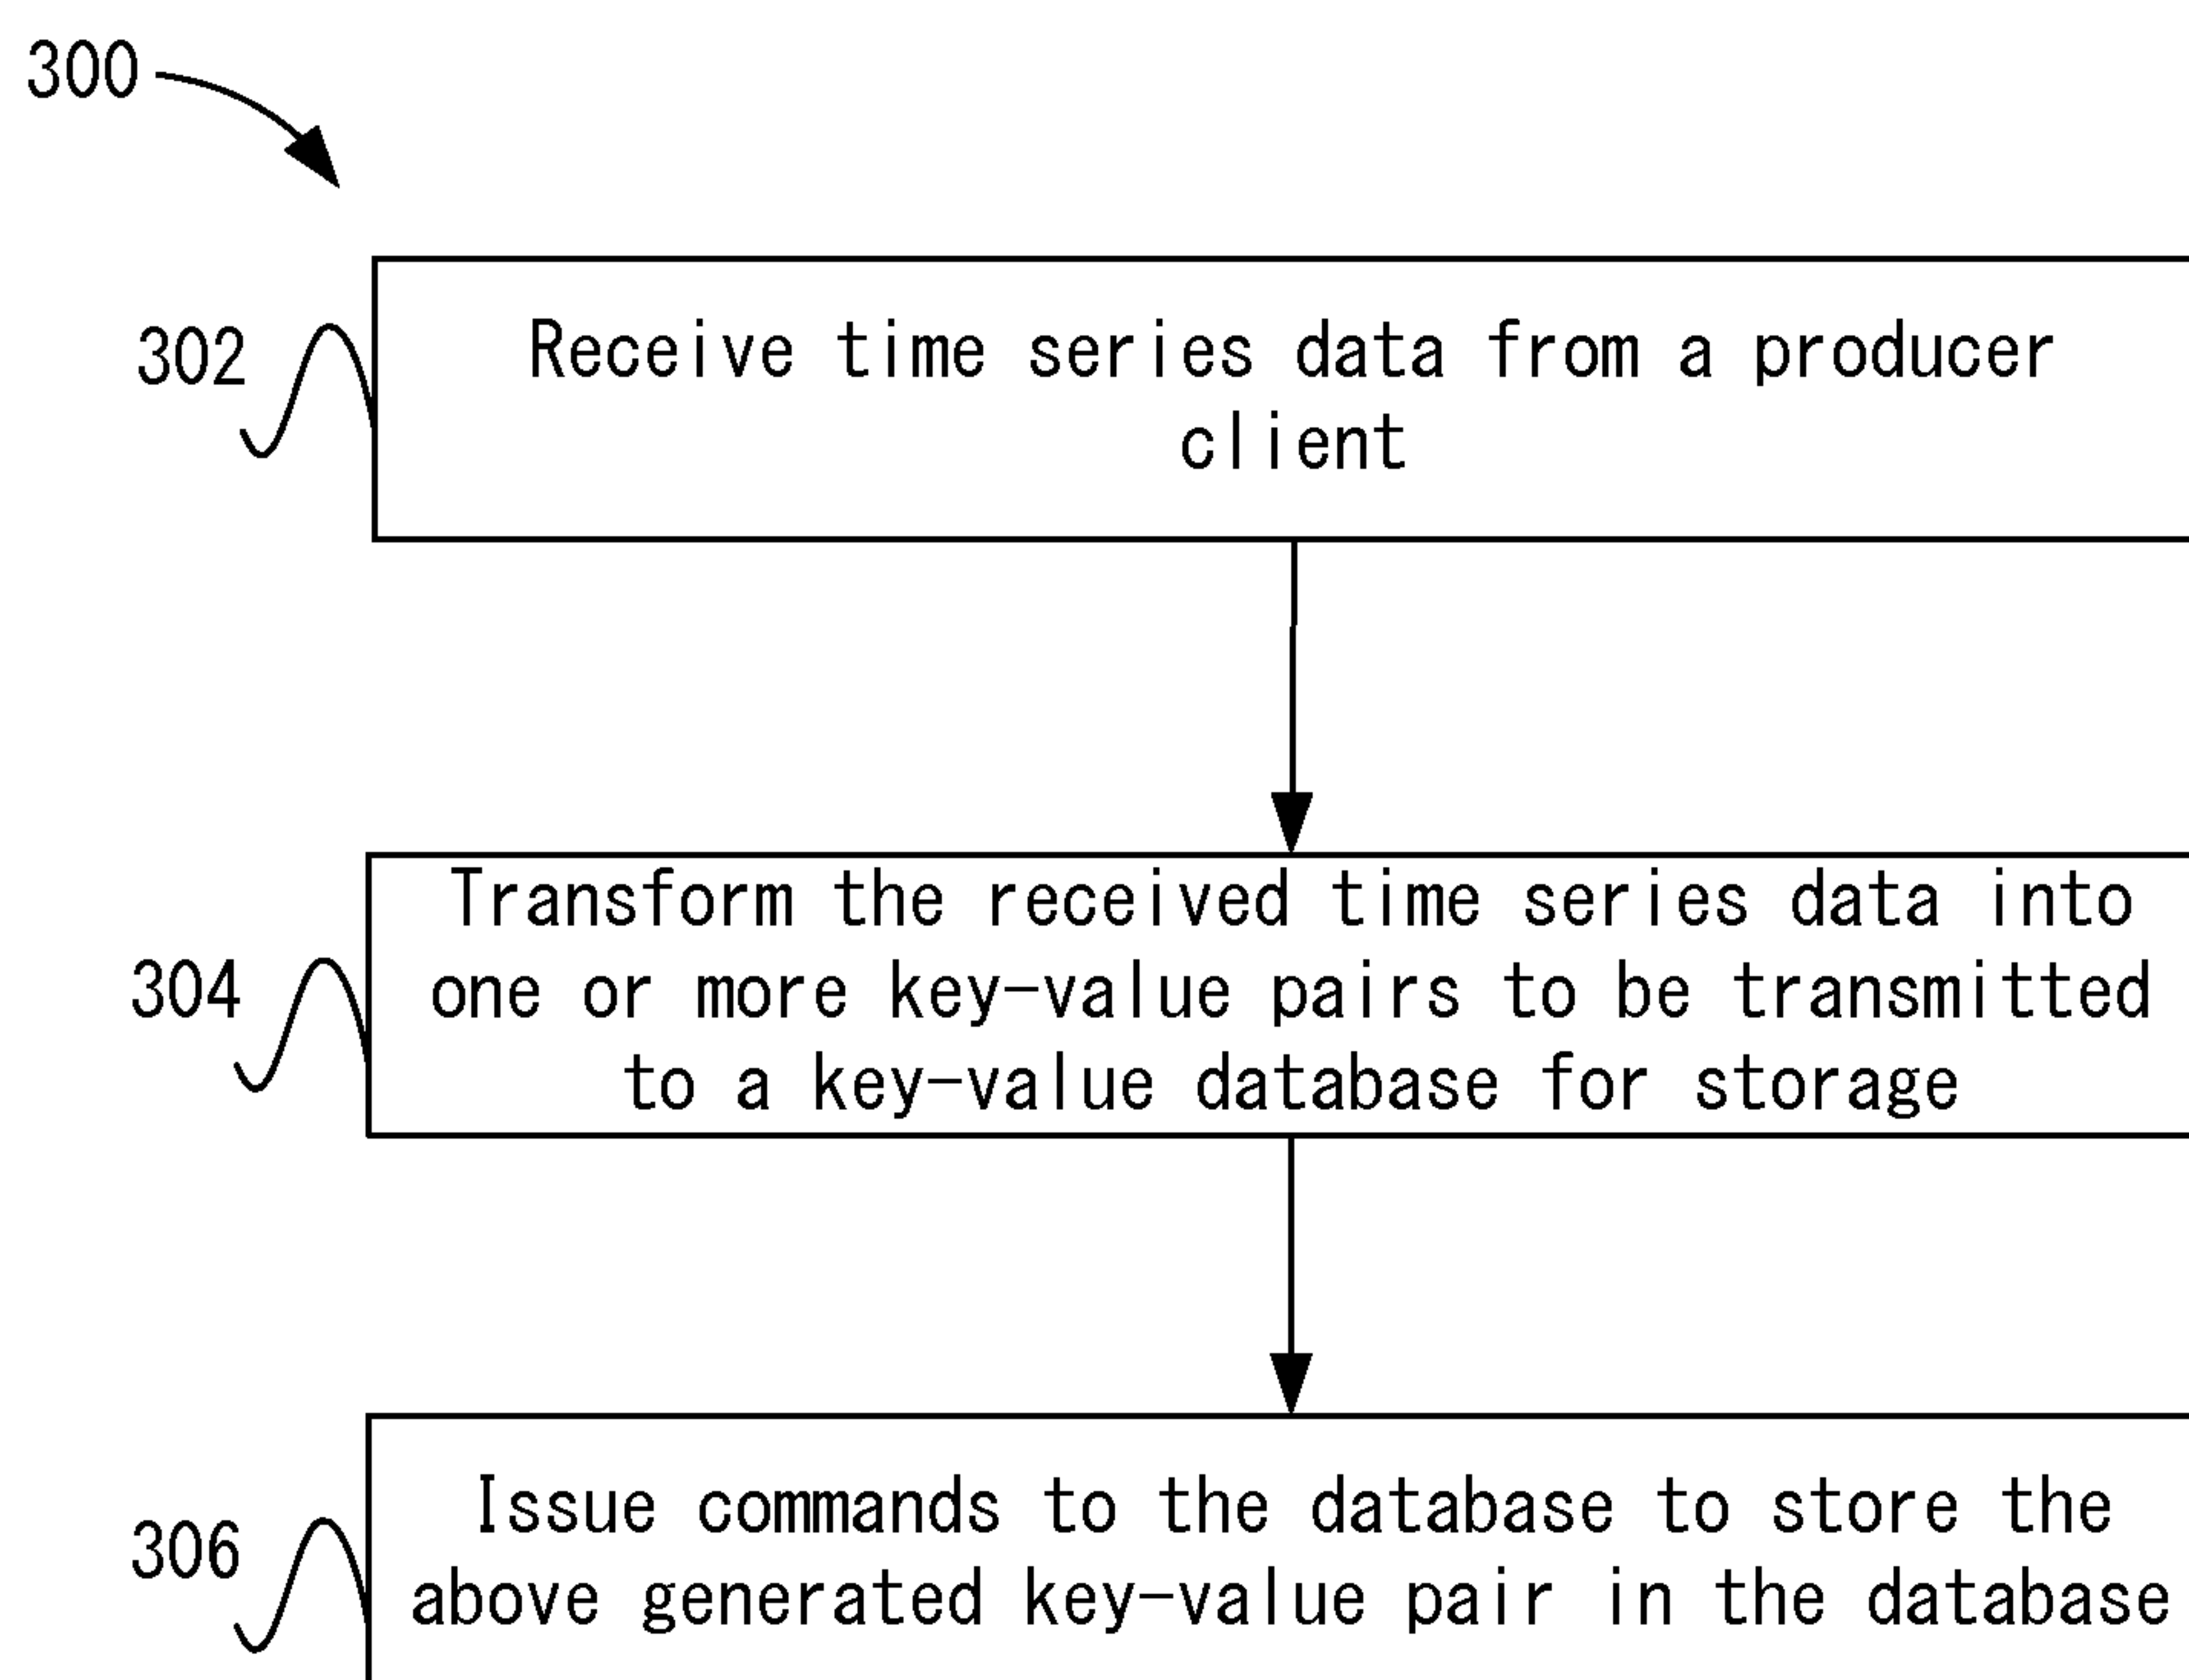 300
302
Receive time series data from a producer
client
304
Transform the received time series data into
one or more key-value pairs to be transmitted
to a key-value database for storage
306
Issue commands to the database to store the
above generated key-value pair in the database